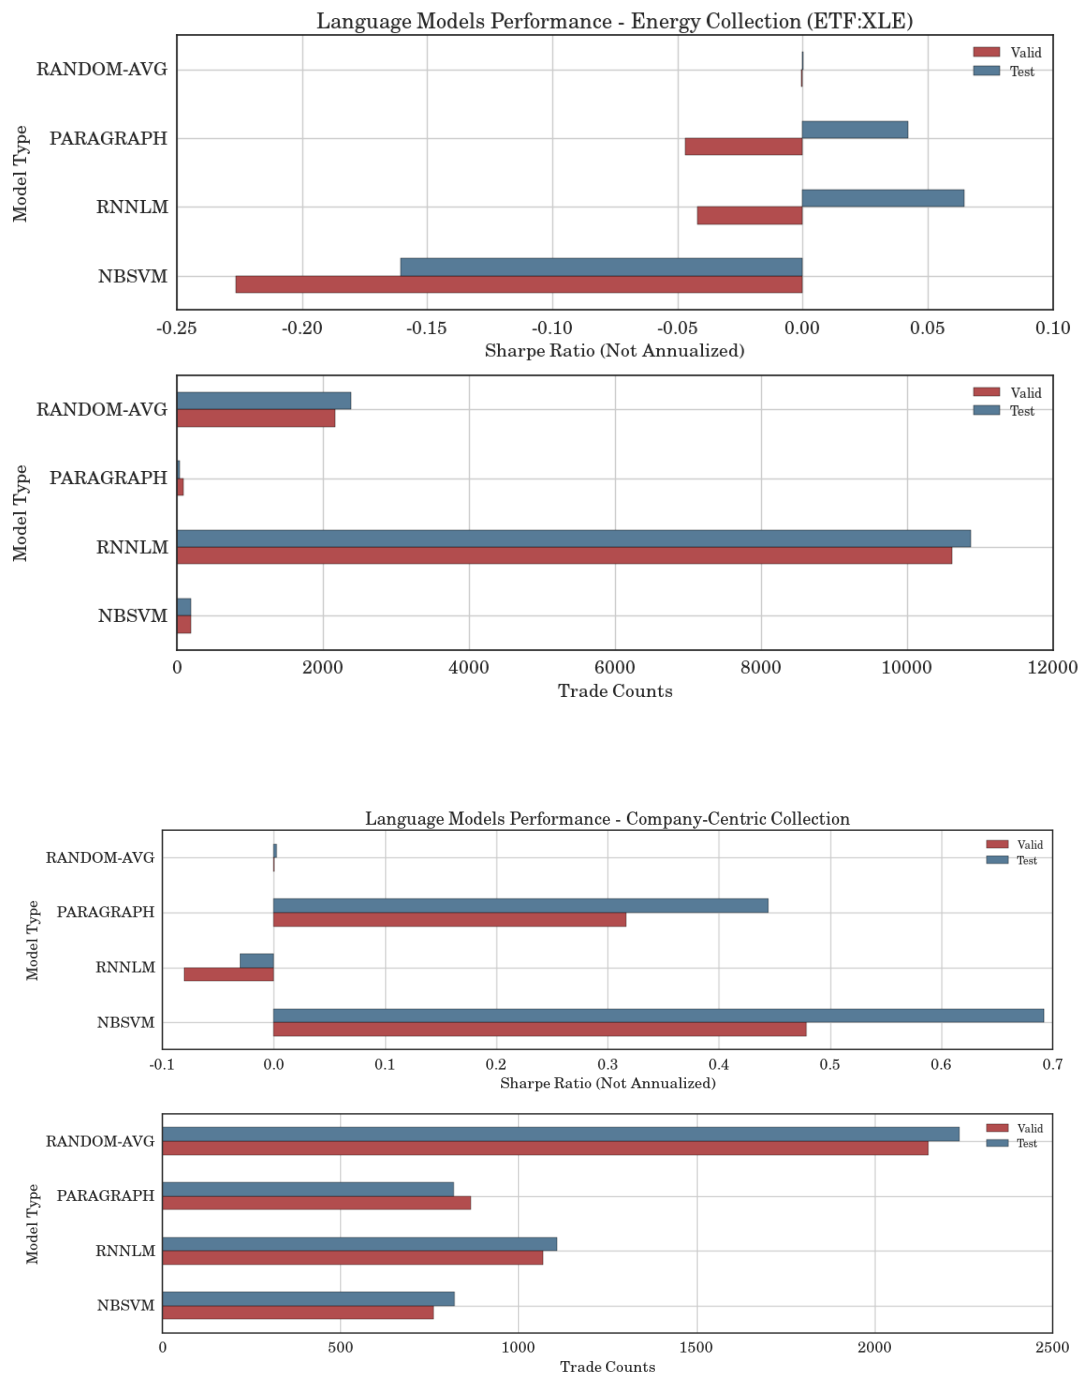 Language Models Performance - Energy Collection (ETF:XLE)
Valid
Test
RANDOM-AVG
PARAGRAPH
RNNLM
NBSVM
Model Type
-0.25 -0.20 -0.15 -0.10 -0.05 0.00 0.05 0.10
Sharpe Ratio (Not Annualized)
Valid
Test
RANDOM-AVG
PARAGRAPH
RNNLM
NBSVM
Model Type
0 2000 4000 6000 8000 10000 12000
Trade Counts
Language Models Performance - Company-Centric Collection
Valid
Test
RANDOM-AVG
PARAGRAPH
RNNLM
NBSVM
Model Type
-0.1 0.0 0.1 0.2 0.3 0.4 0.5 0.6 0.7
Sharpe Ratio (Not Annualized)
Valid
Test
RANDOM-AVG
PARAGRAPH
RNNLM
NBSVM
Model Type
0 500 1000 1500 2000 2500
Trade Counts